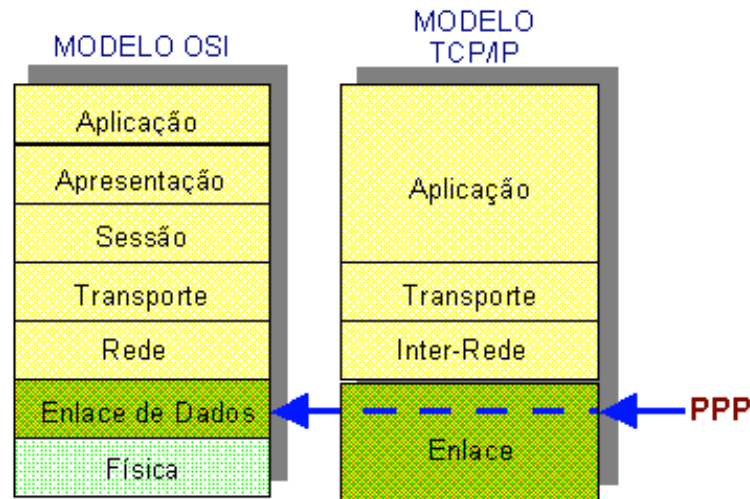 MODELO OSI
Aplicação
Apresentação
Sessão
Transporte
Rede
Enlace de Dados
Física
MODELO
TCP/IP
Aplicação
Transporte
Inter-Rede
Enlace
PPP